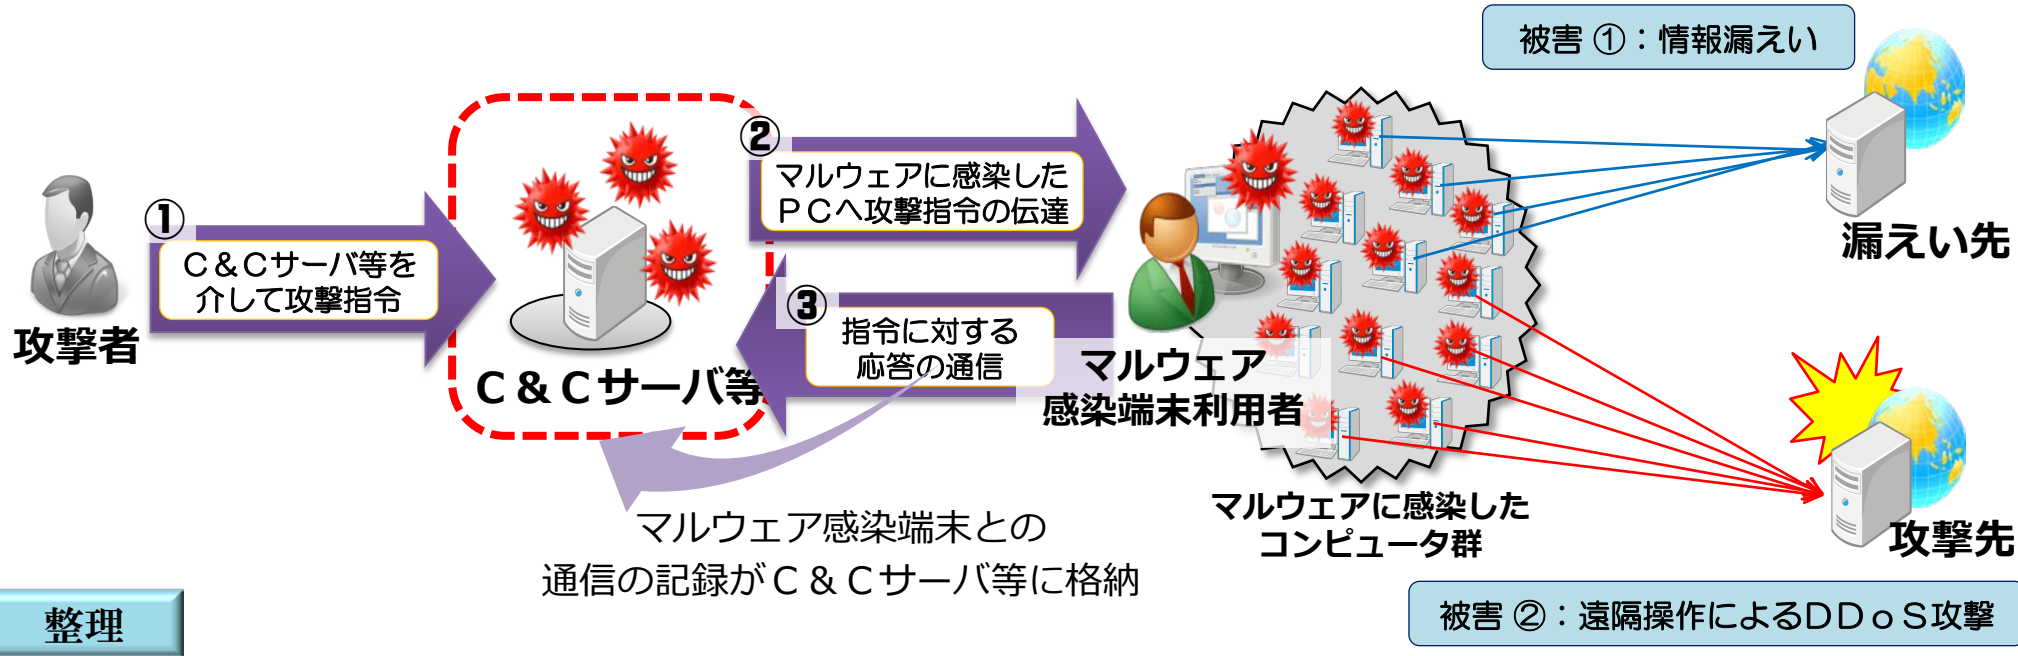 被害 ①：情報漏えい
②
マルウェアに感染した
ＰＣへ攻撃指令の伝達
①
Ｃ＆Ｃサーバ等を
介して攻撃指令
漏えい先
③
指令に対する
応答の通信
攻撃者
Ｃ＆Ｃサーバ等
マルウェア
感染端末利用者
マルウェアに感染した
コンピュータ群
攻撃先
マルウェア感染端末との
通信の記録がＣ＆Ｃサーバ等に格納
被害 ②：遠隔操作によるＤＤｏＳ攻撃
整理